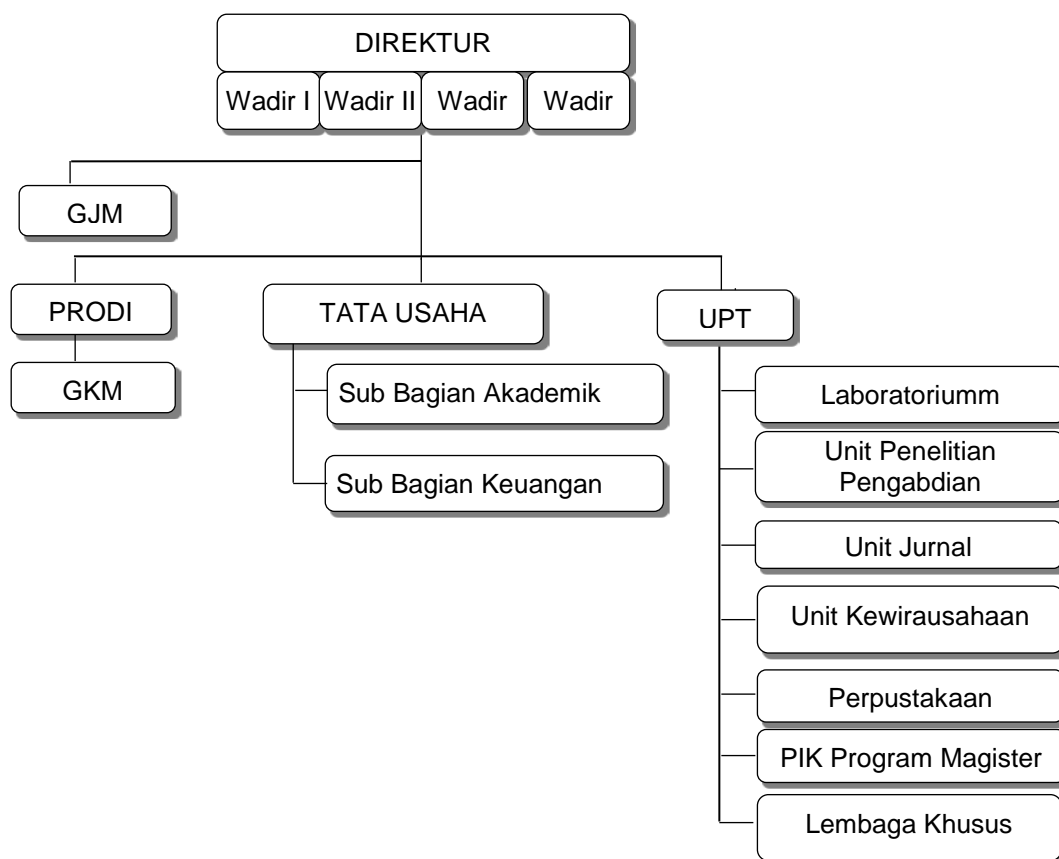 DIREKTUR
Wadir I
Wadir II
Wadir
Wadir
GJM
PRODI
TATA USAHA
UPT
GKM
Sub Bagian Akademik
Sub Bagian Keuangan
Laboratoriumm
Unit Penelitian
Pengabdian
Unit Jurnal
Unit Kewirausahaan
Perpustakaan
PIK Program Magister
Lembaga Khusus